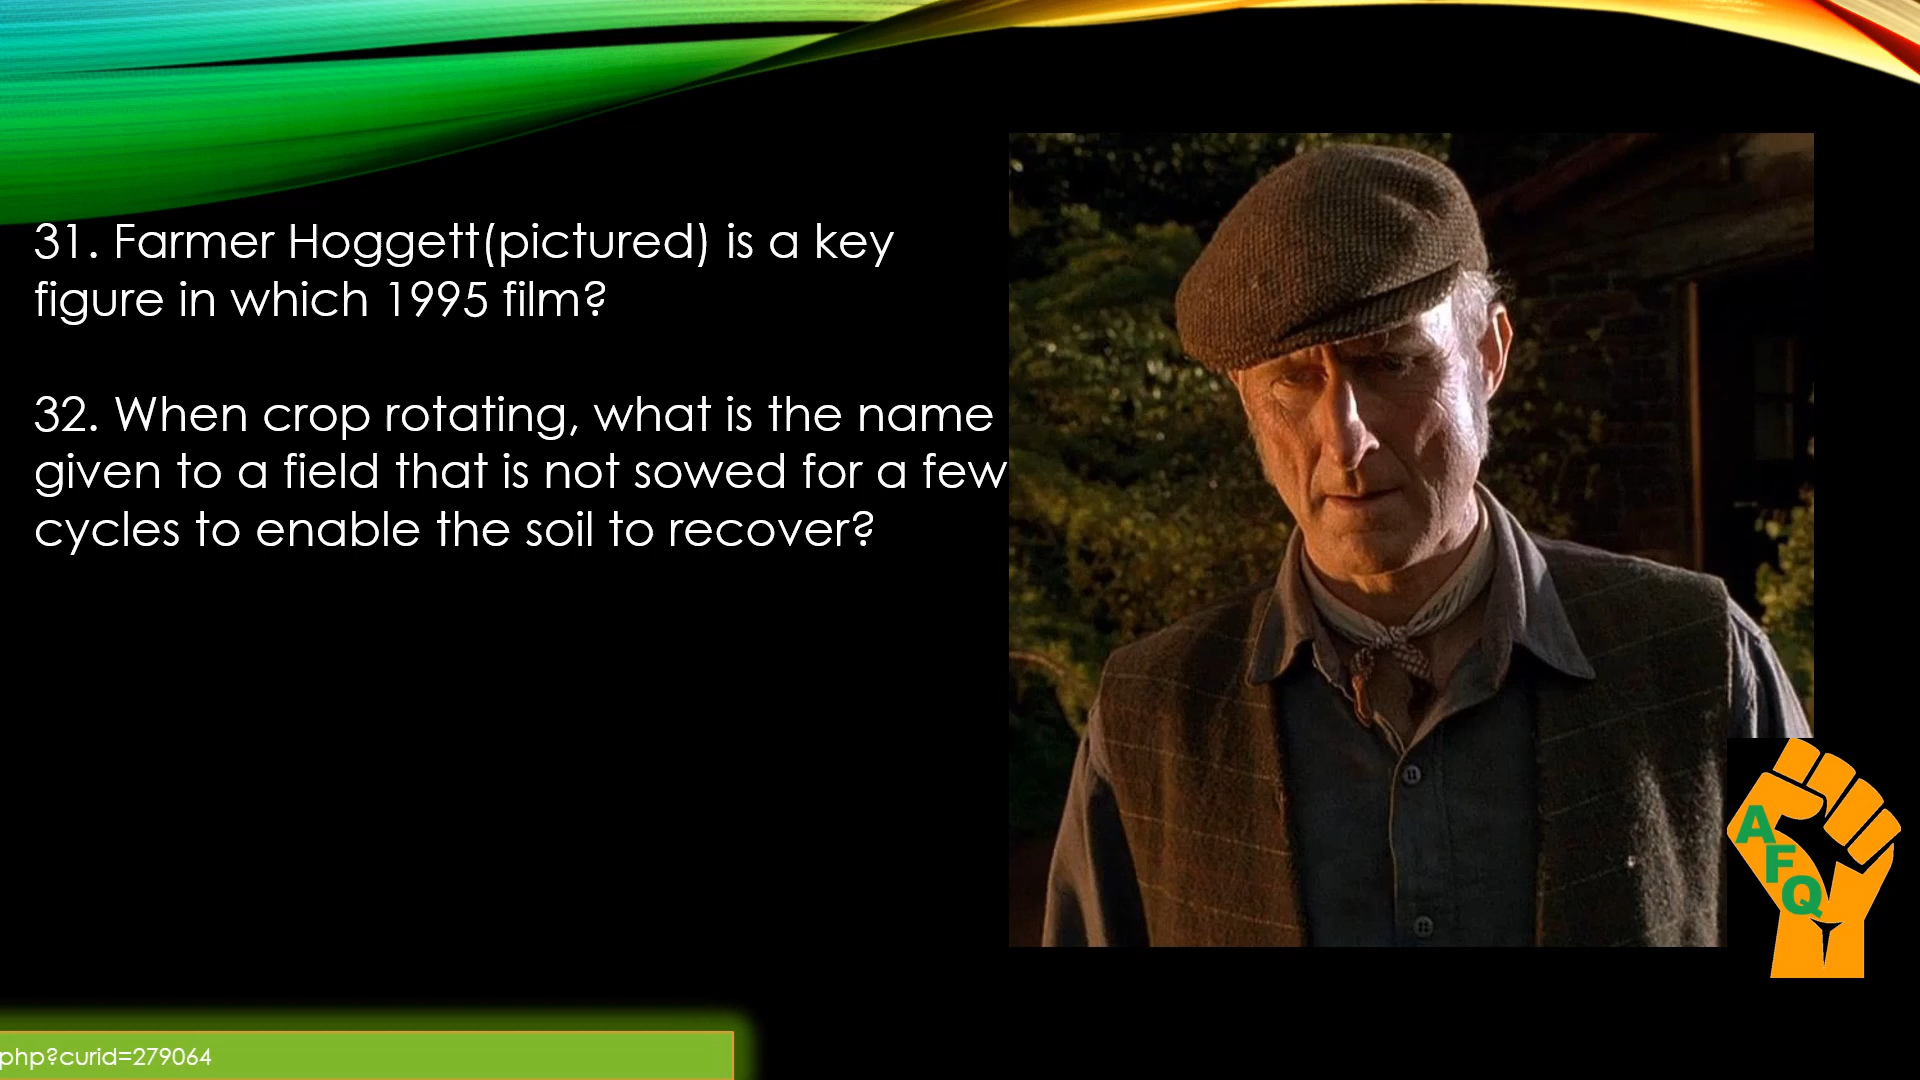 31. Farmer Hoggett(pictured) is a key
figure in which 1995 film?
32. When crop rotating, what is the name
given to a field that is not sowed for a few
cycles to enable the soil to recover?
A
F
Q
php?curid=279064